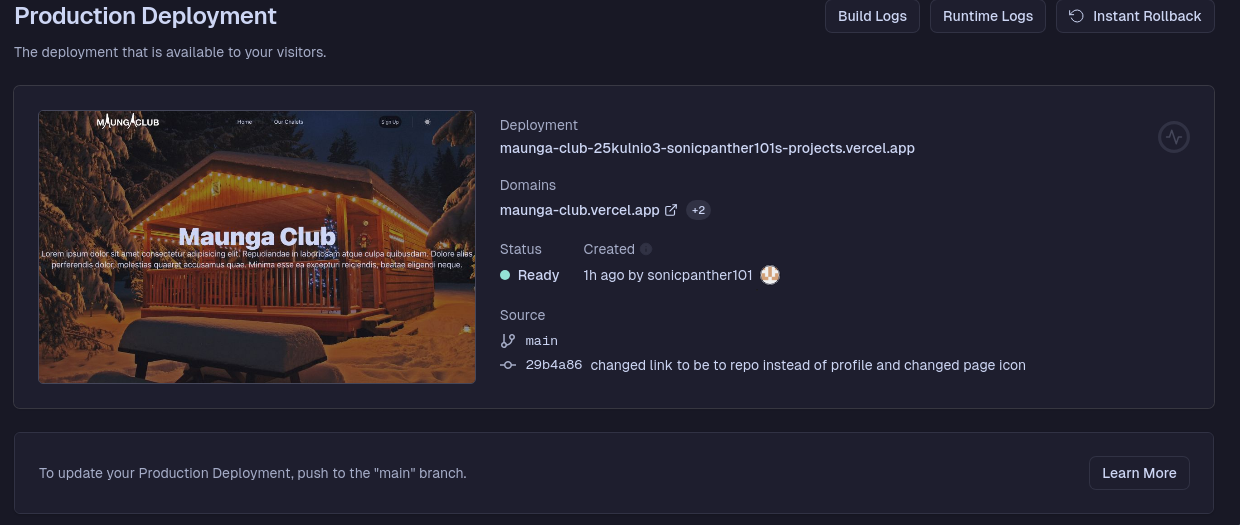 Production Deployment
Build Logs
Runtime Logs
Instant Rollback
The deployment that is available to your visitors.
MAUNGACLUB
Home
Our Chalets
Sign Up
Maunga Club
Lorem ipsum dolor sit amet consectetur adipisicing elit. Repudiandae in laboriosam atque culpa quibusdam. Dolore alias,
perferendis dolor, molestias quaerat accusamus quae. Minima esse ea excepturi reiciendis, beatae eligendi neque.
Deployment
maunga-club-25kulnio3-sonicpanther101s-projects.vercel.app
Domains
maunga-club.vercel.app +2
Status
Created
Ready
1h ago by sonicpanther101
Source
main
29b4a86 changed link to be to repo instead of profile and changed page icon
To update your Production Deployment, push to the "main" branch.
Learn More